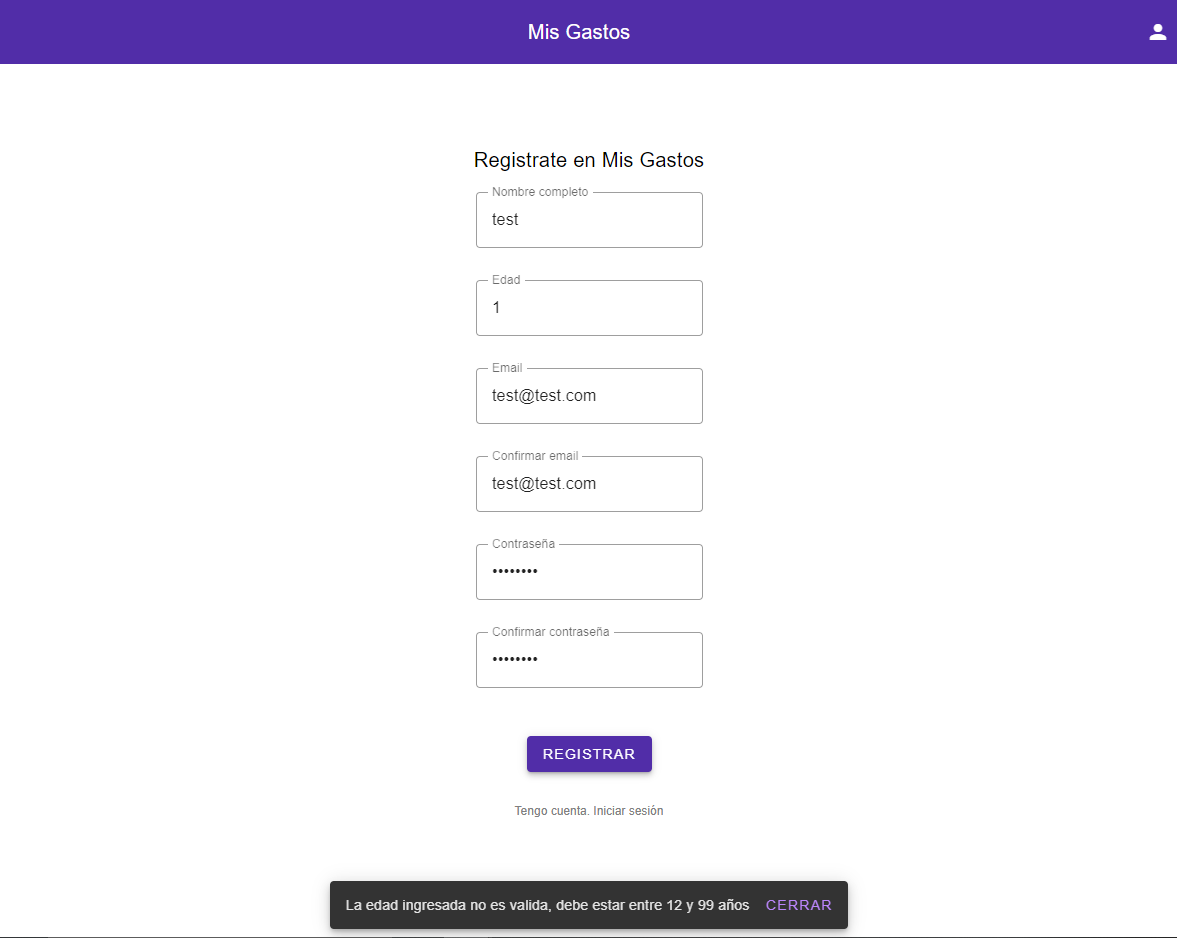 Mis Gastos
Registrate en Mis Gastos
Nombre completo
test
Edad
1
Email
test@test.com
Confirmar email
test@test.com
Contraseña
••••••••
Confirmar contraseña
••••••••
REGISTRAR
Tengo cuenta. Iniciar sesión
La edad ingresada no es valida, debe estar entre 12 y 99 años CERRAR